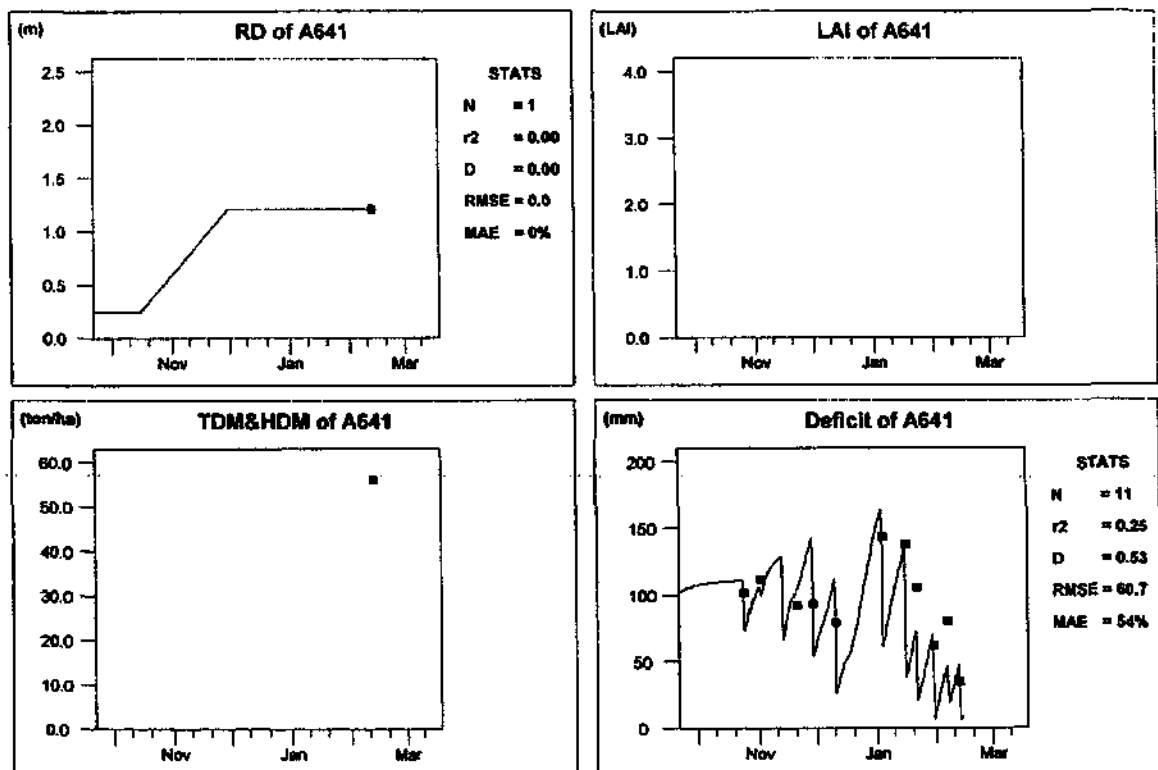 (m) RD of A641
2.5
2.0
1.5
1.0
0.5
0.0
Nov Jan Mar
STATS
N = 1
r2 = 0.00
D = 0.00
RMSE = 0.0
MAE = 0%
(LAI) LAI of A641
4.0
3.0
2.0
1.0
0.0
Nov Jan Mar
(ton/ha) TDM&HDM of A641
60.0
50.0
40.0
30.0
20.0
10.0
0.0
Nov Jan Mar
(mm) Deficit of A641
200
150
100
50
0
Nov Jan Mar
STATS
N = 11
r2 = 0.25
D = 0.53
RMSE = 60.7
MAE = 54%